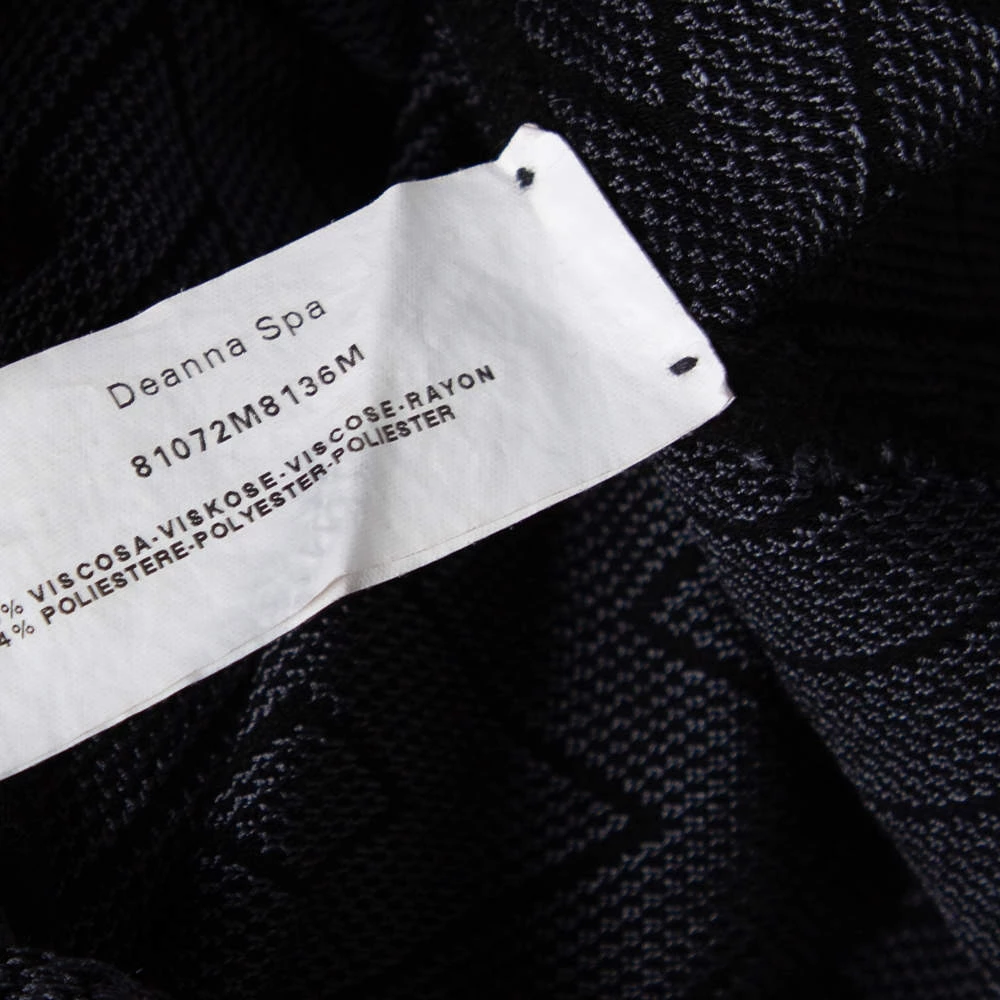 Deanna Spa
81072M8136M
% VISCOSA-VISKOSE-VISCOSE-RAYON
4% POLIESTERE-POLYESTER-POLIESTER